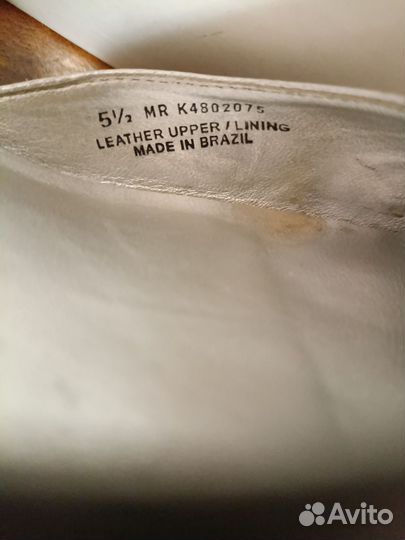 5½ MR K4802075
LEATHER UPPER / LINING
MADE IN BRAZIL
Avito